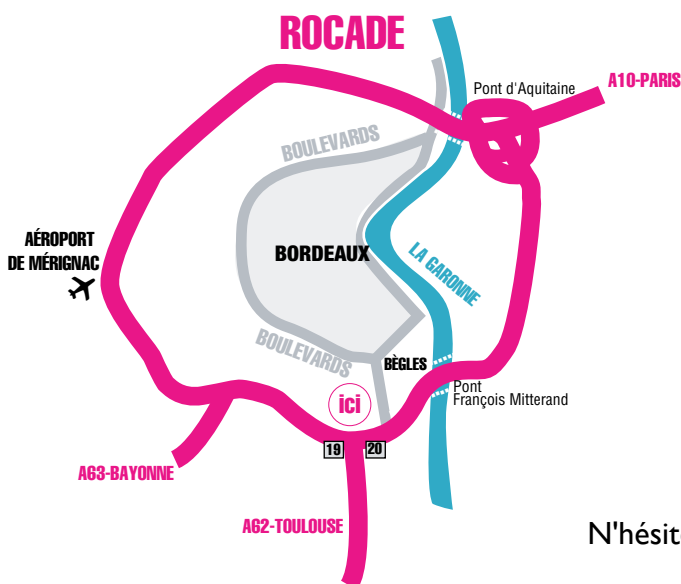 ROCADE
Pont d'Aquitaine
A10-PARIS
BOULEVARDS
AÉROPORT
DE MÉRIGNAC
BORDEAUX
LA GARONNE
BOULEVARDS
BÈGLES
Pont
François Mitterand
ici
19
20
A63-BAYONNE
A62-TOULOUSE
N'hésit